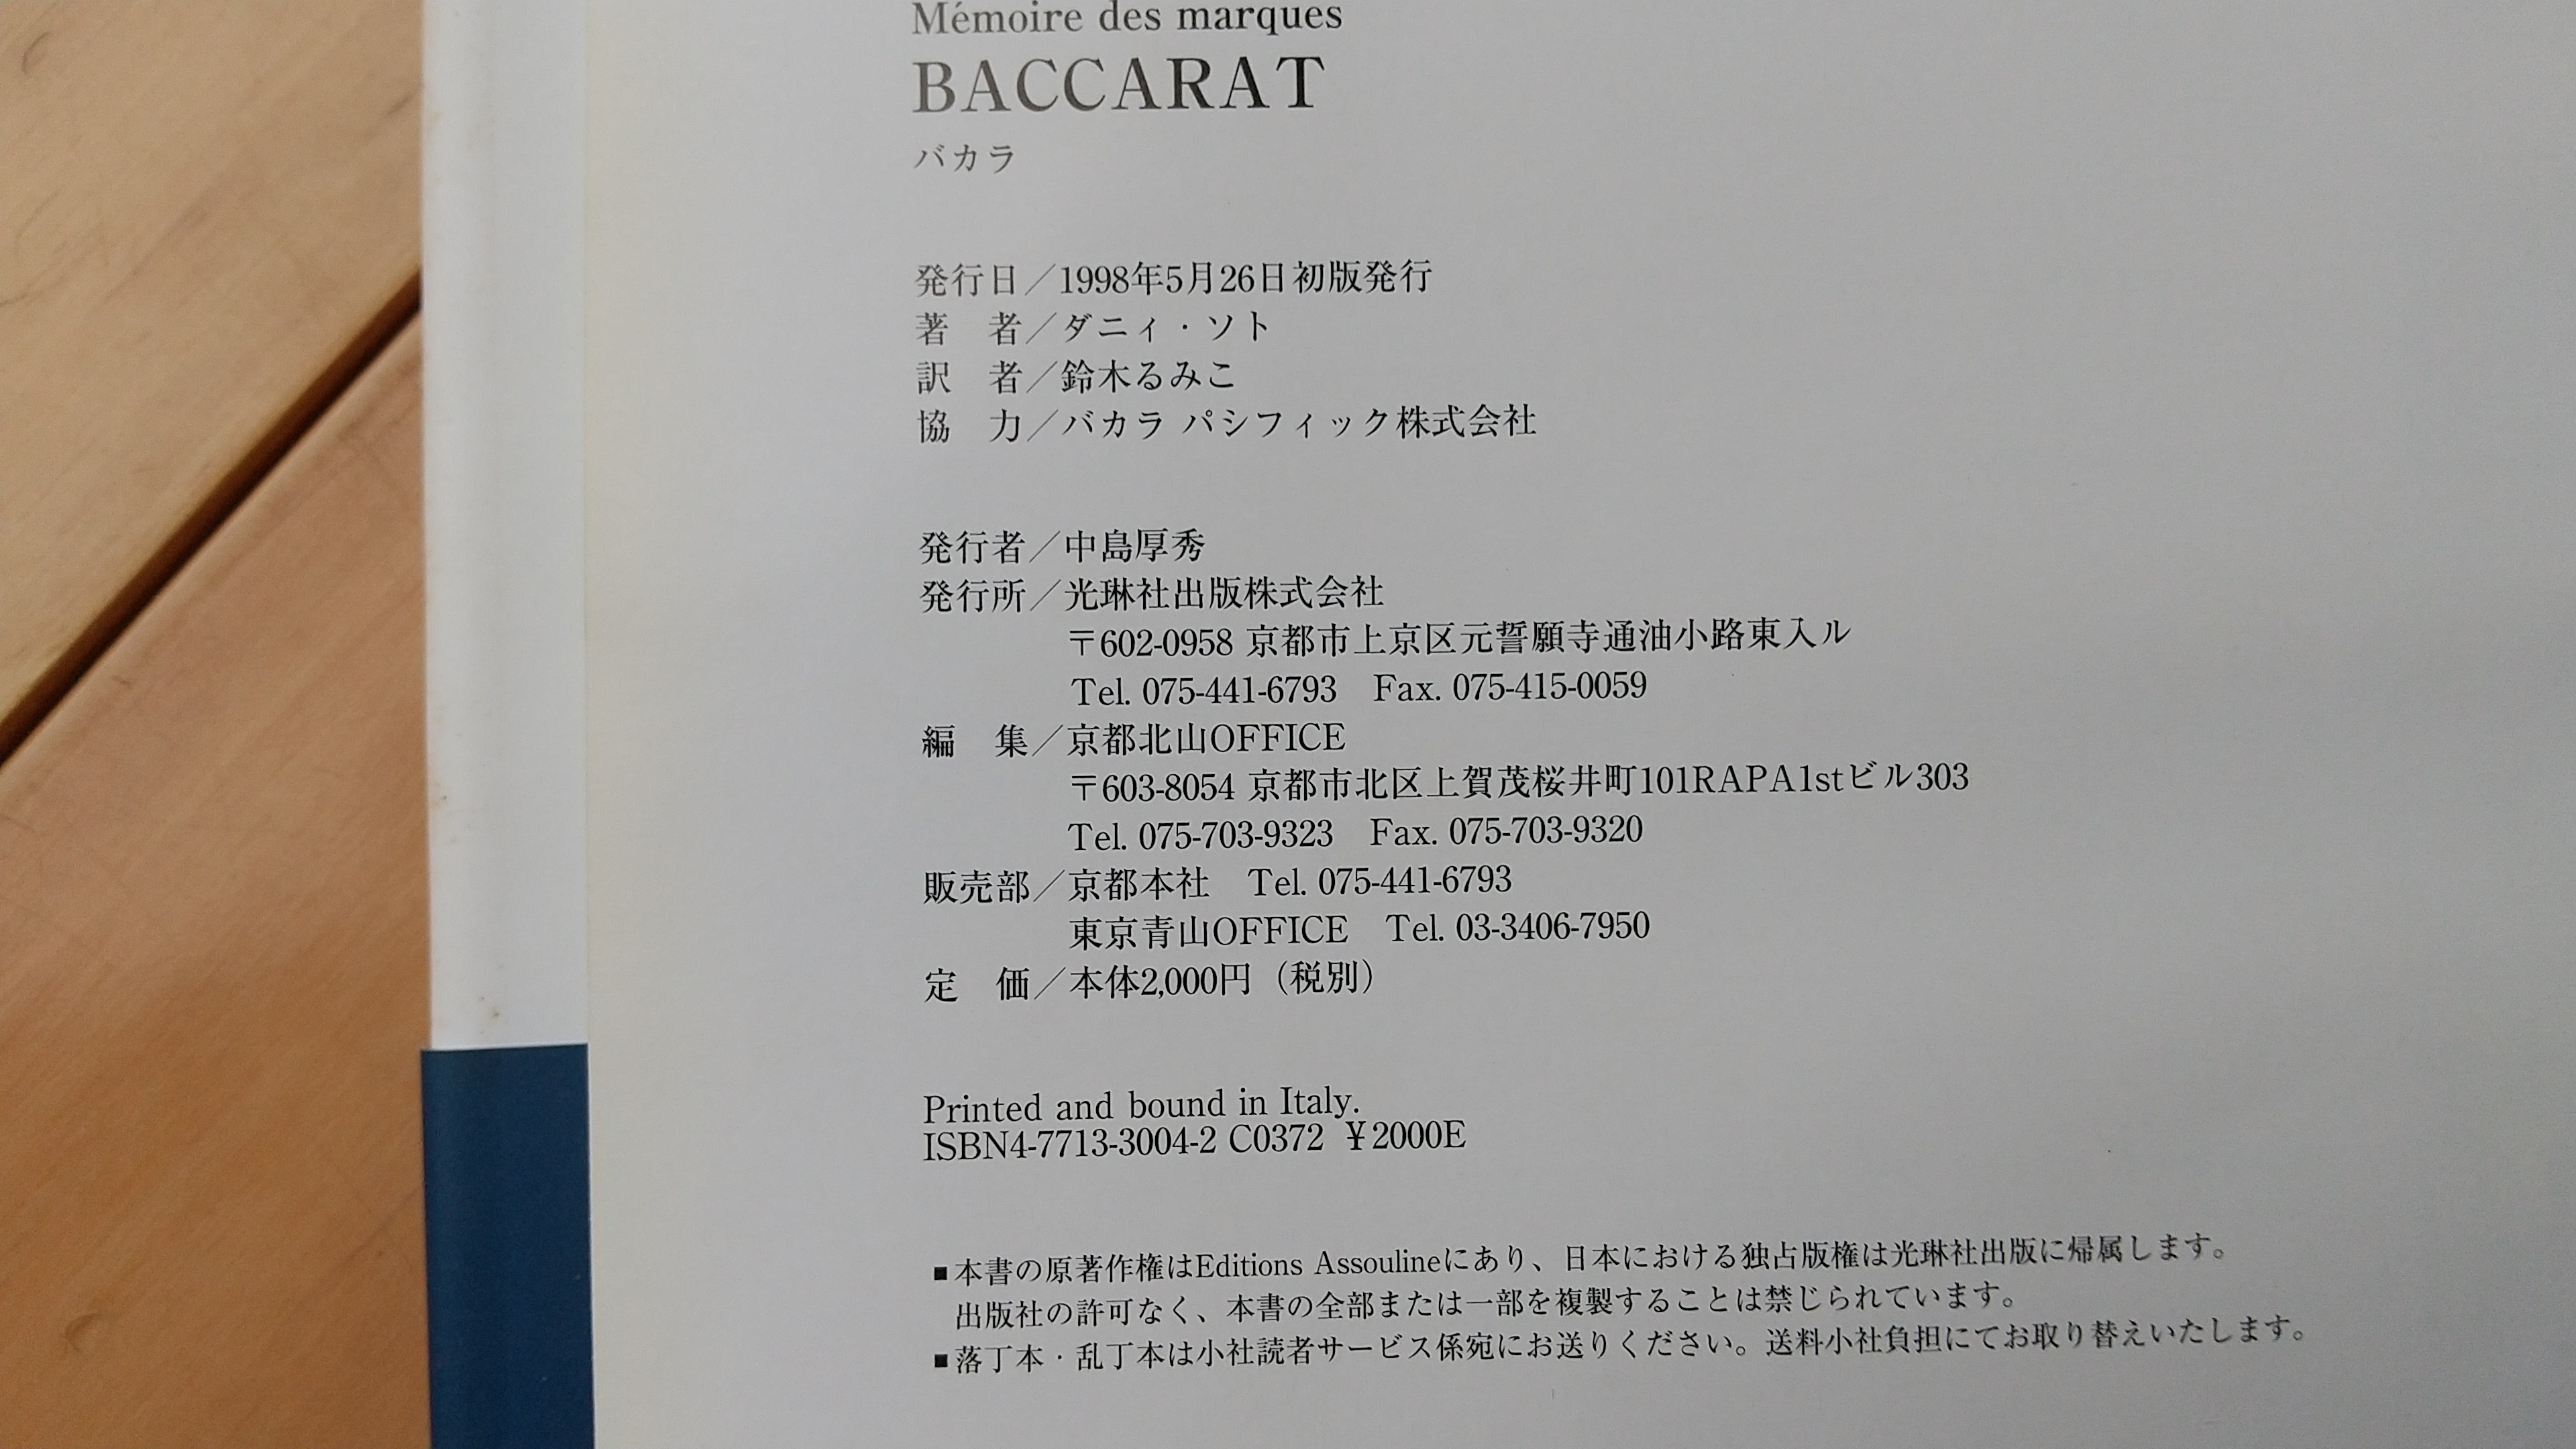 Mémoire des marques
BACCARAT
バカラ
発行日／1998年5月26日初版発行
著　者／ダニィ・ソト
訳　者／鈴木るみこ
協　力／バカラ パシフィック株式会社
発行者／中島厚秀
発行所／光琳社出版株式会社
〒602-0958 京都市上京区元誓願寺通油小路東入ル
Tel. 075-441-6793　Fax. 075-415-0059
編　集／京都北山OFFICE
〒603-8054 京都市北区上賀茂桜井町101RAPA1stビル303
Tel. 075-703-9323　Fax. 075-703-9320
販売部／京都本社　Tel. 075-441-6793
東京青山OFFICE　Tel. 03-3406-7950
定　価／本体2,000円（税別）
Printed and bound in Italy.
ISBN4-7713-3004-2 C0372 ￥2000E
■本書の原著作権はEditions Assoulineにあり、日本における独占版権は光琳社出版に帰属します。
出版社の許可なく、本書の全部または一部を複製することは禁じられています。
■落丁本・乱丁本は小社読者サービス係宛にお送りください。送料小社負担にてお取り替えいたします。